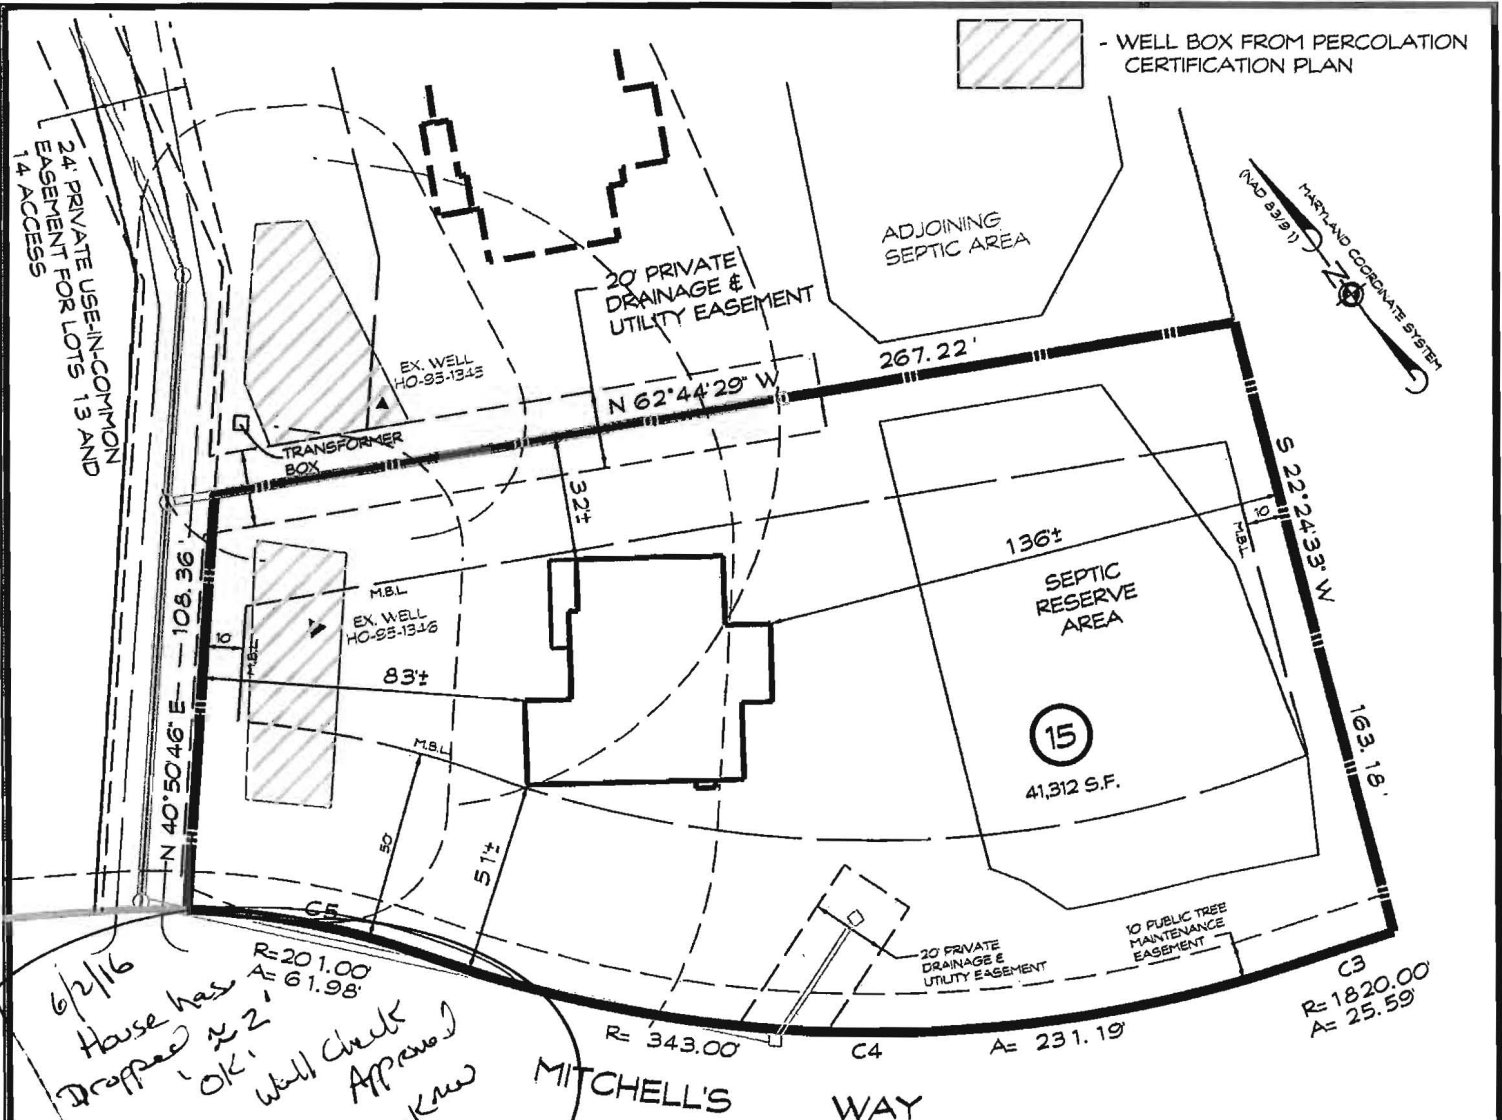 - WELL BOX FROM PERCOLATION
CERTIFICATION PLAN
24' PRIVATE USE-IN-COMMON
EASEMENT FOR LOTS 13 AND
14 ACCESS
ADJOINING
SEPTIC AREA
MARYLAND COORDINATE SYSTEM
(NAD 83/91)
N
20' PRIVATE
DRAINAGE &
UTILITY EASEMENT
EX. WELL
HO-95-1345
N 62°44'29" W
267.22'
TRANSFORMER
BOX
32'±
S 22°24'33" W
163.18'
10
M.B.L.
136'±
SEPTIC
RESERVE
AREA
N 40°50'46" E
108.36'
M.B.L
EX. WELL
HO-95-1346
10
M.B.L
83'±
15
41,312 S.F.
M.B.L
50'
51'±
C5
R=201.00'
A= 61.98'
20' PRIVATE
DRAINAGE &
UTILITY EASEMENT
10 PUBLIC TREE
MAINTENANCE
EASEMENT
C3
R=1820.00'
A= 25.59'
R= 343.00'
C4
A= 231.19'
MITCHELL'S WAY
6/2/16
House has
Dropped ≈ 2'
'OK'
Wall Check
Approved